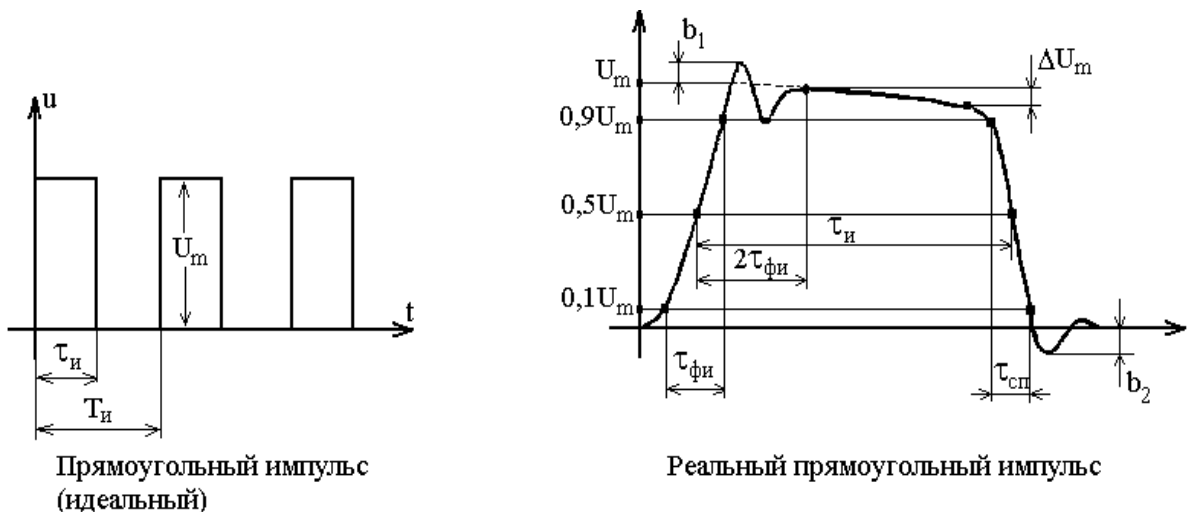 u
U_m
t
τ_и
T_и
Прямоугольный импульс
(идеальный)
b_1
U_m
ΔU_m
0,9U_m
0,5U_m
τ_и
2τ_фи
0,1U_m
τ_фи
τ_сп
b_2
Реальный прямоугольный импульс